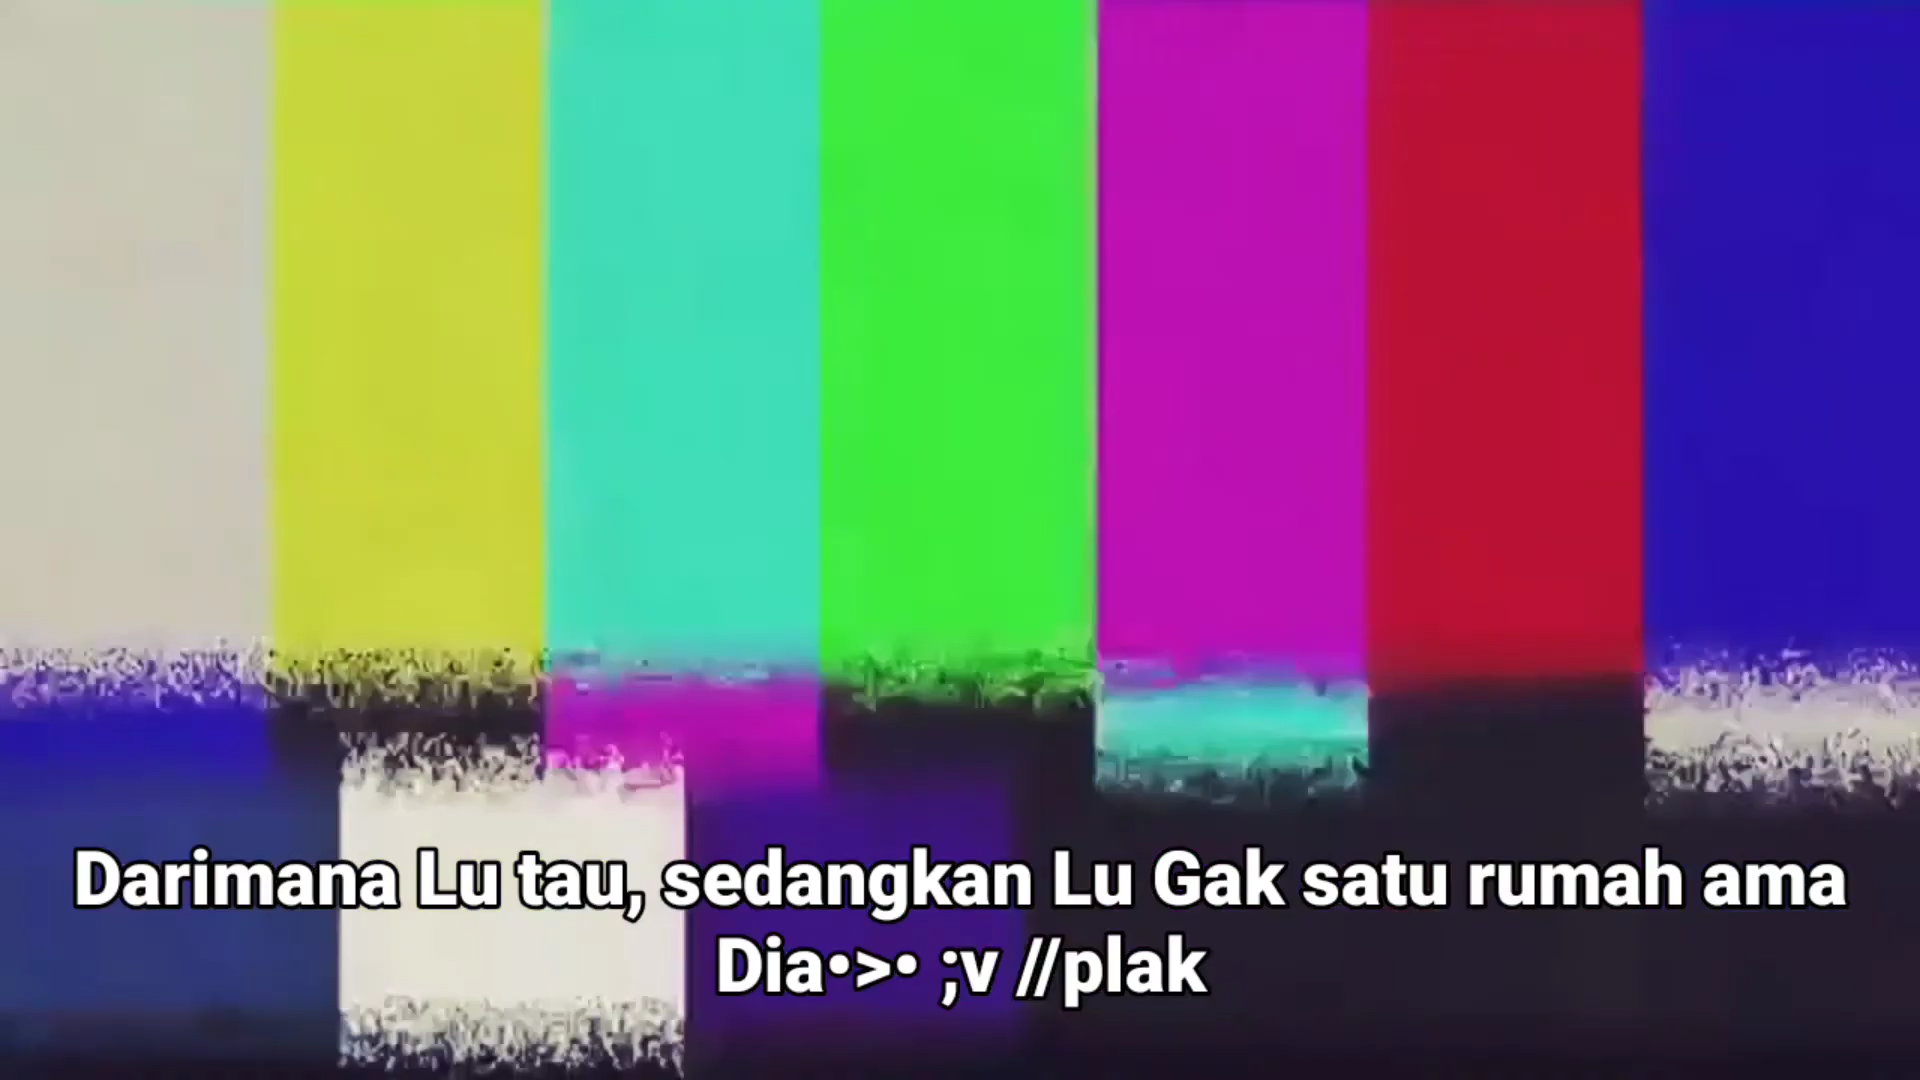 Darimana Lu tau, sedangkan Lu Gak satu rumah ama
Dia•>• ;v //plak